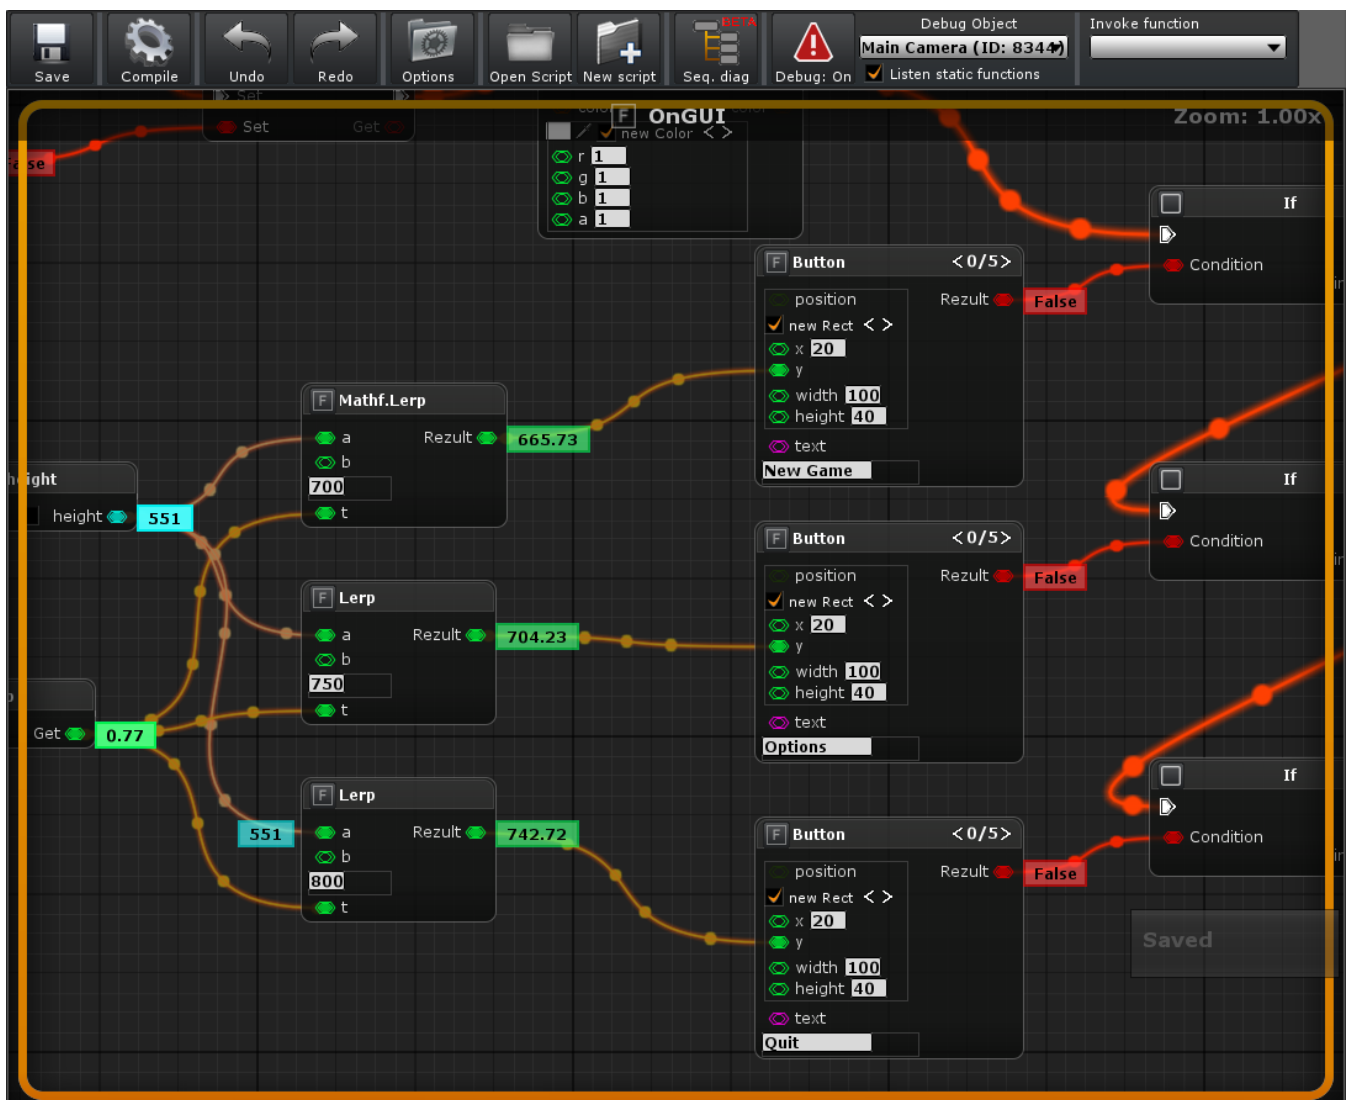 Debug Object
Invoke function
Main Camera (ID: 8344)
BETA
Save
Compile
Undo
Redo
Options
Open Script
New script
Seq. diag
Debug: On
Listen static functions
Set
Set
Get
F OnGUI
Zoom: 1.00x
new Color < >
r 1
g 1
b 1
a 1
If
Condition
F Button <0/5>
position
Rezult
False
new Rect < >
x 20
y
width 100
height 40
text
New Game
F Mathf.Lerp
a
Rezult
665.73
b
700
t
height
551
If
Condition
F Button <0/5>
position
Rezult
False
new Rect < >
x 20
y
width 100
height 40
text
Options
F Lerp
a
Rezult
704.23
b
750
t
Get
0.77
If
Condition
F Lerp
551
a
Rezult
742.72
b
800
t
F Button <0/5>
position
Rezult
False
new Rect < >
x 20
y
width 100
height 40
text
Quit
Saved